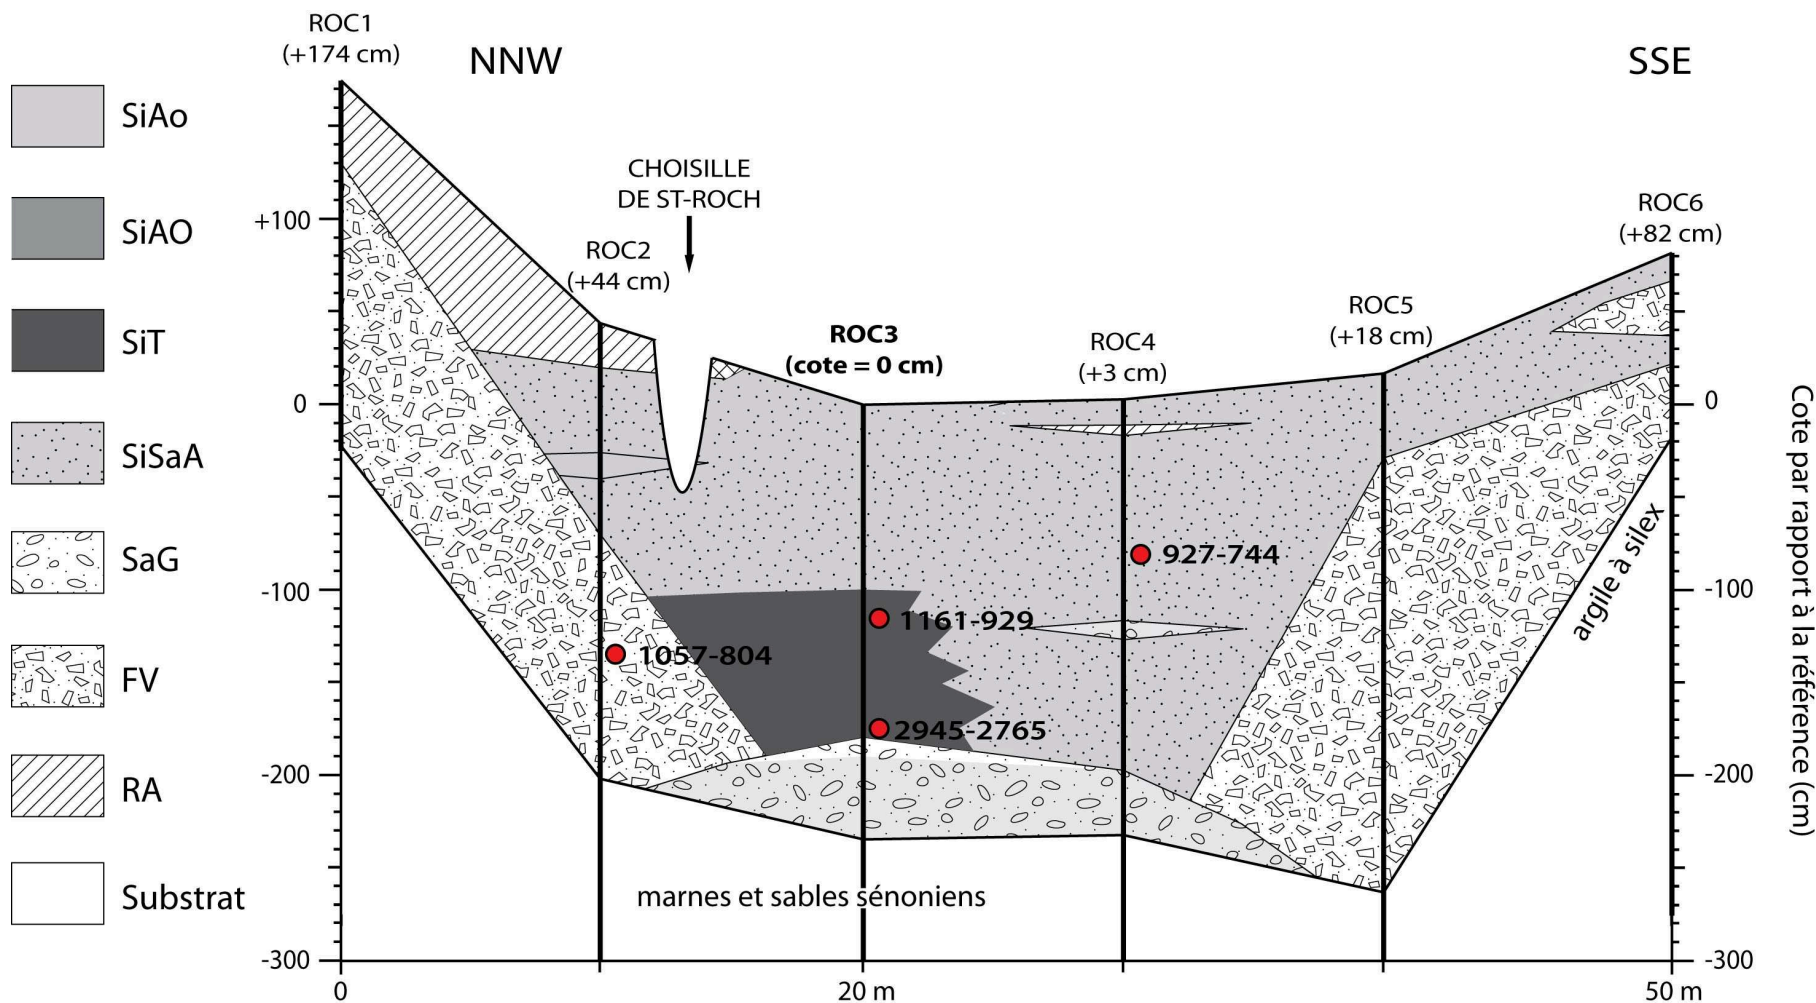 ROC1
(+174 cm)
NNW
SSE
SiAo
SiAO
SiT
SiSaA
SaG
FV
RA
Substrat
CHOISILLE
DE ST-ROCH
ROC2
(+44 cm)
ROC3
(cote = 0 cm)
ROC4
(+3 cm)
ROC5
(+18 cm)
ROC6
(+82 cm)
+100
0
-100
-200
-300
0
-100
-200
-300
Cote par rapport à la référence (cm)
927-744
1161-929
1057-804
2945-2765
argile à silex
marnes et sables sénoniens
0
20 m
50 m